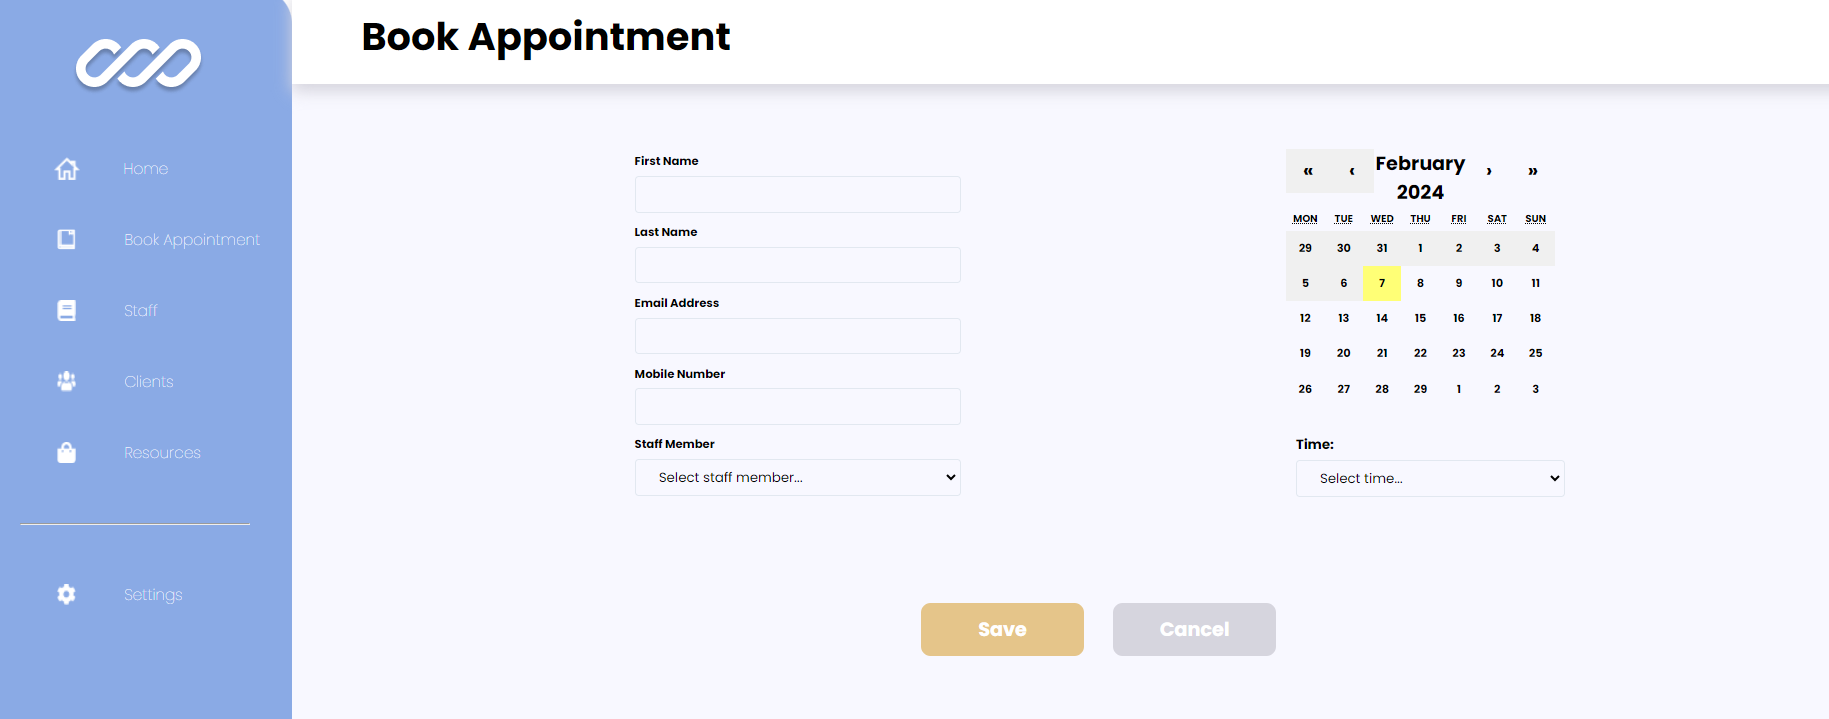 Book Appointment
Home
Book Appointment
Staff
Clients
Resources
Settings
First Name
Last Name
Email Address
Mobile Number
Staff Member
Select staff member...
« ‹ February 2024 › »
MON TUE WED THU FRI SAT SUN
29 30 31 1 2 3 4
5 6 7 8 9 10 11
12 13 14 15 16 17 18
19 20 21 22 23 24 25
26 27 28 29 1 2 3
Time:
Select time...
Save Cancel